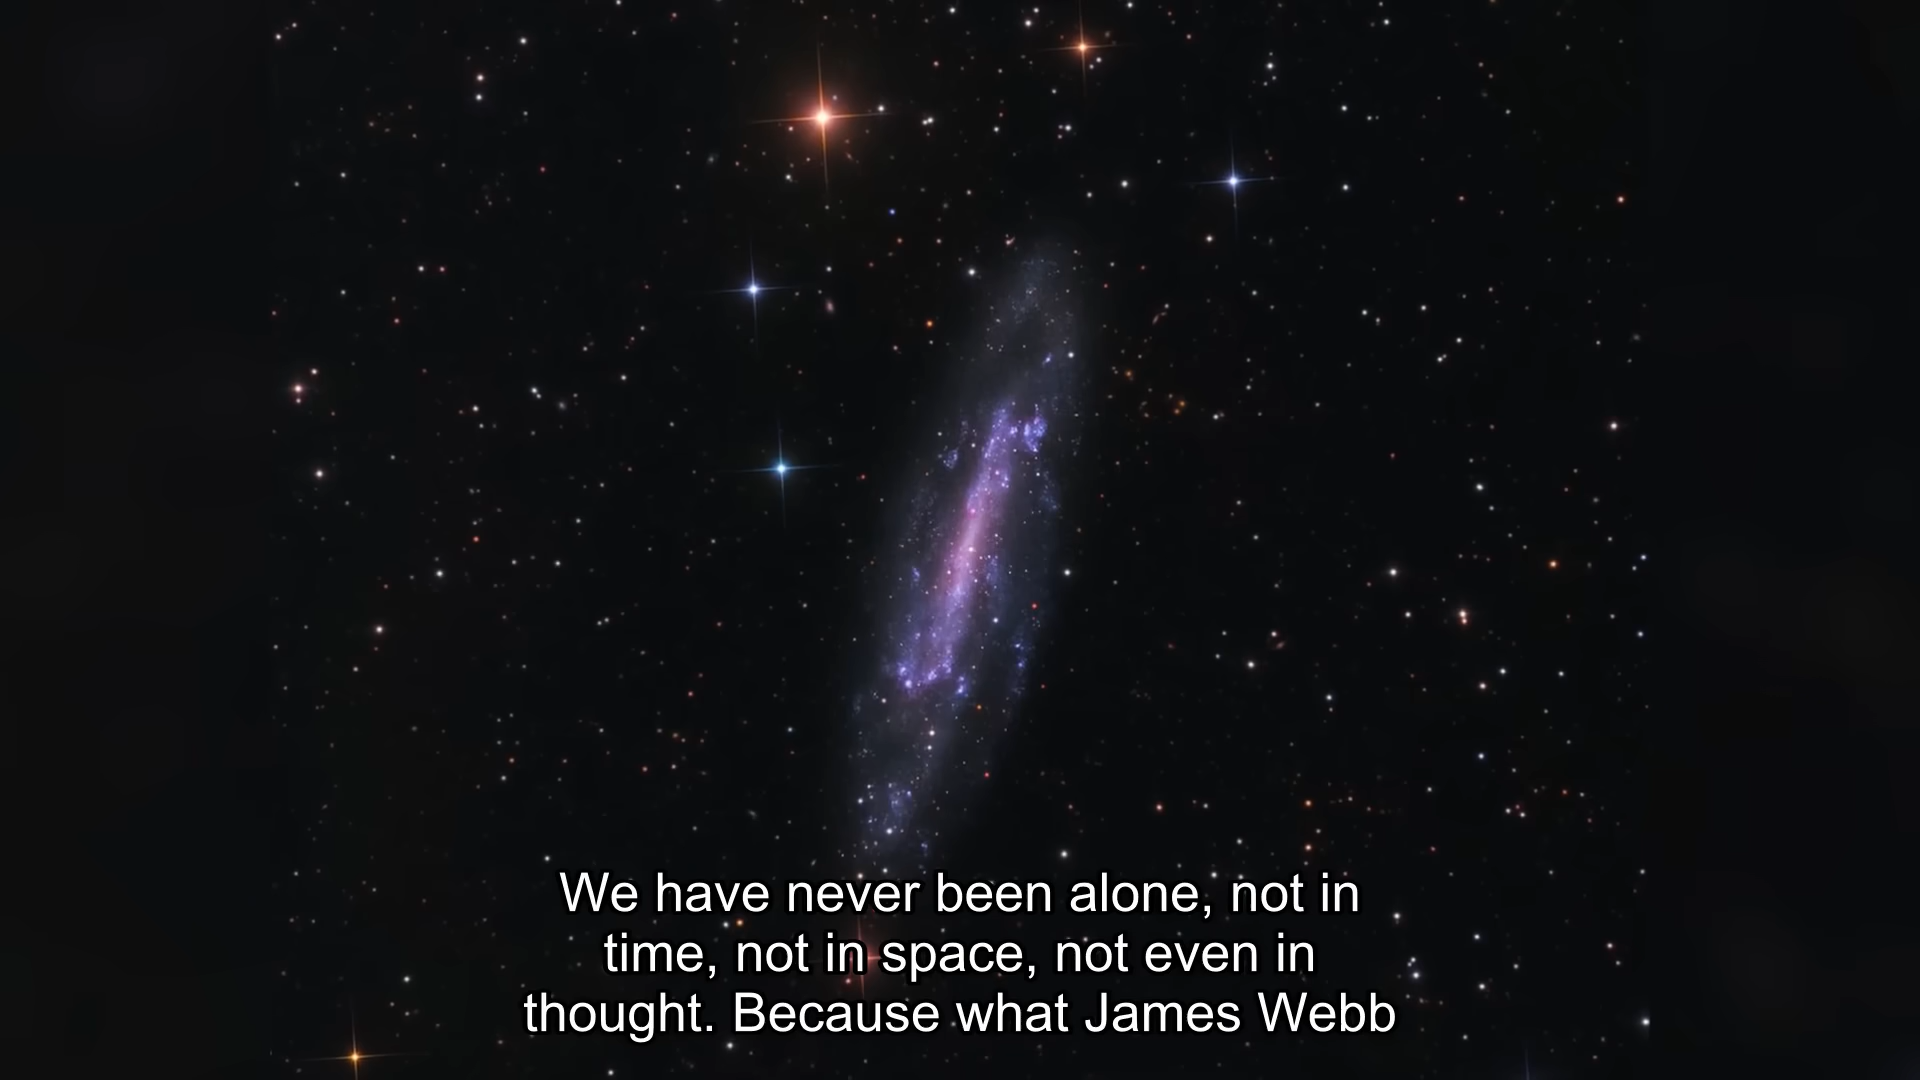 We have never been alone, not in
time, not in space, not even in
thought. Because what James Webb